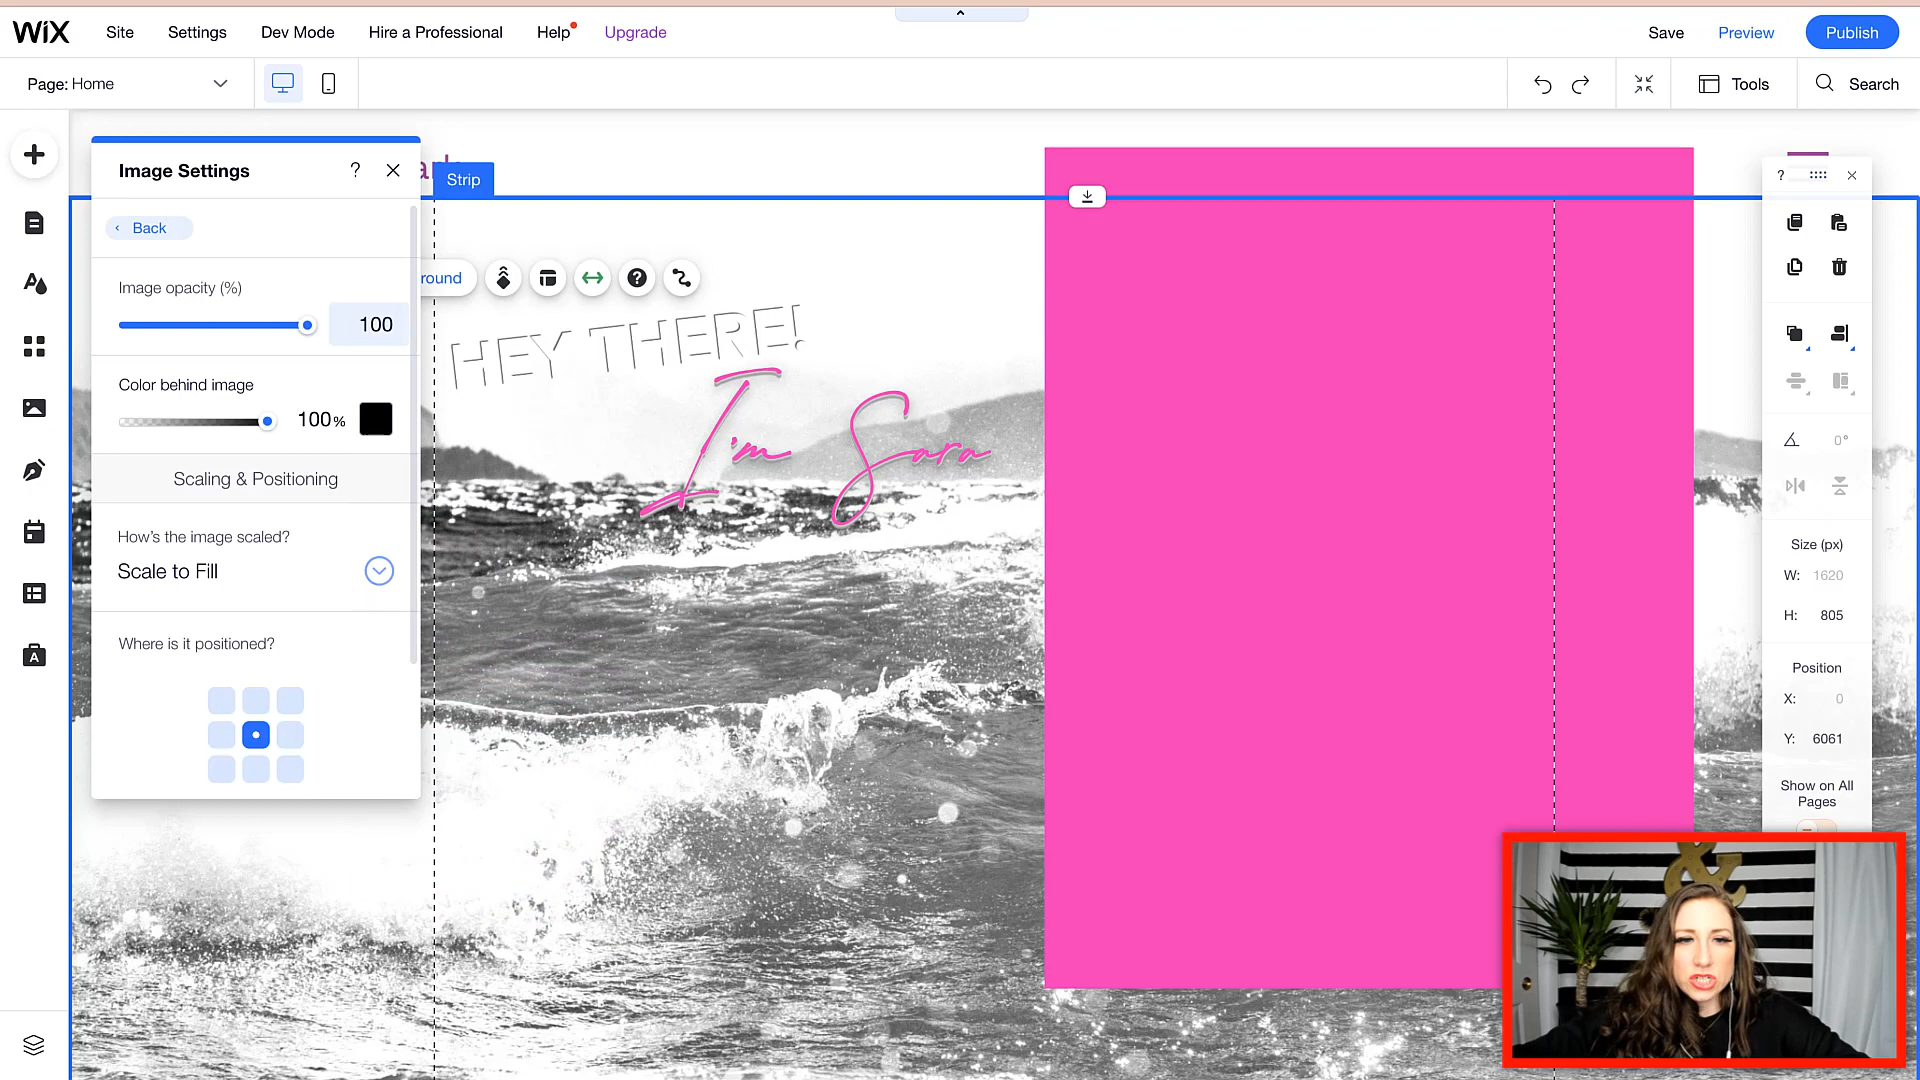 WiX
Site
Settings
Dev Mode
Hire a Professional
Help
Upgrade
Save
Preview
Publish
Page: Home
Tools
Search
Image Settings
?
Strip
Back
Image opacity (%)
100
round
Color behind image
100%
Scaling & Positioning
How's the image scaled?
Scale to Fill
Where is it positioned?
HEY THERE!
I'm Sara
?
0°
Size (px)
W: 1620
H: 805
Position
X: 0
Y: 6061
Show on All
Pages
&